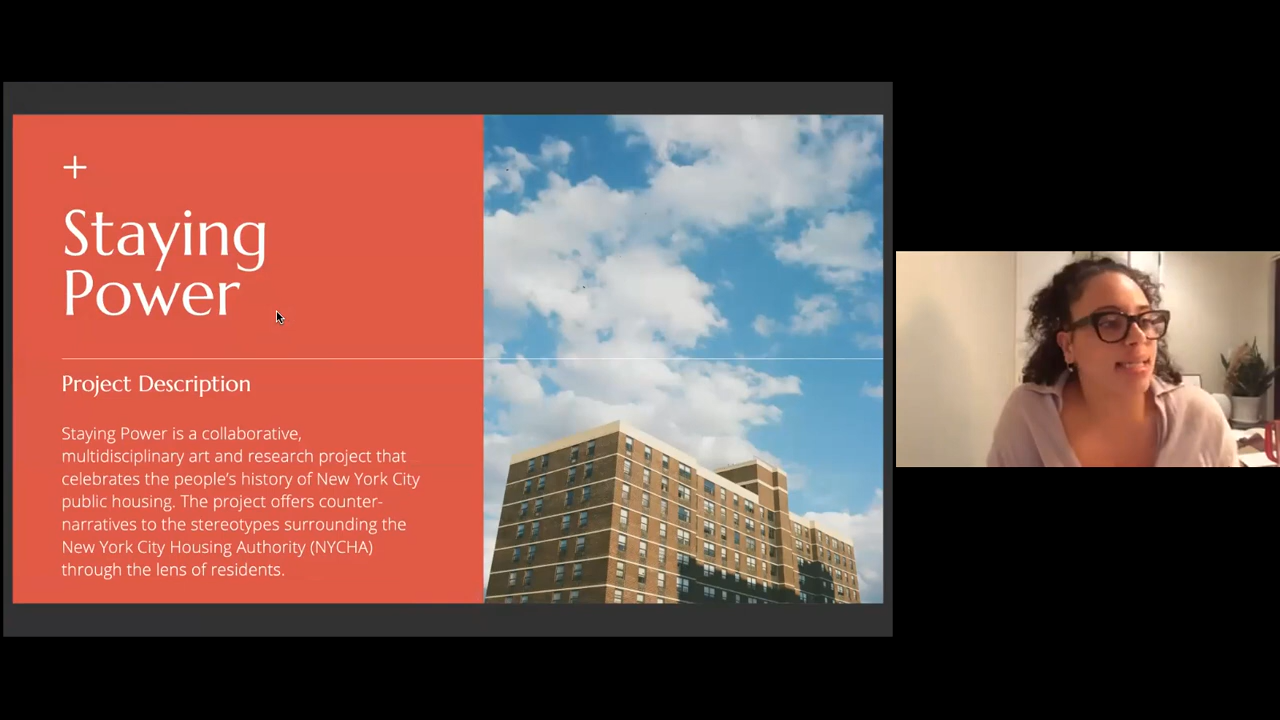 +
Staying
Power
Project Description
Staying Power is a collaborative,
multidisciplinary art and research project that
celebrates the people’s history of New York City
public housing. The project offers counter-
narratives to the stereotypes surrounding the
New York City Housing Authority (NYCHA)
through the lens of residents.